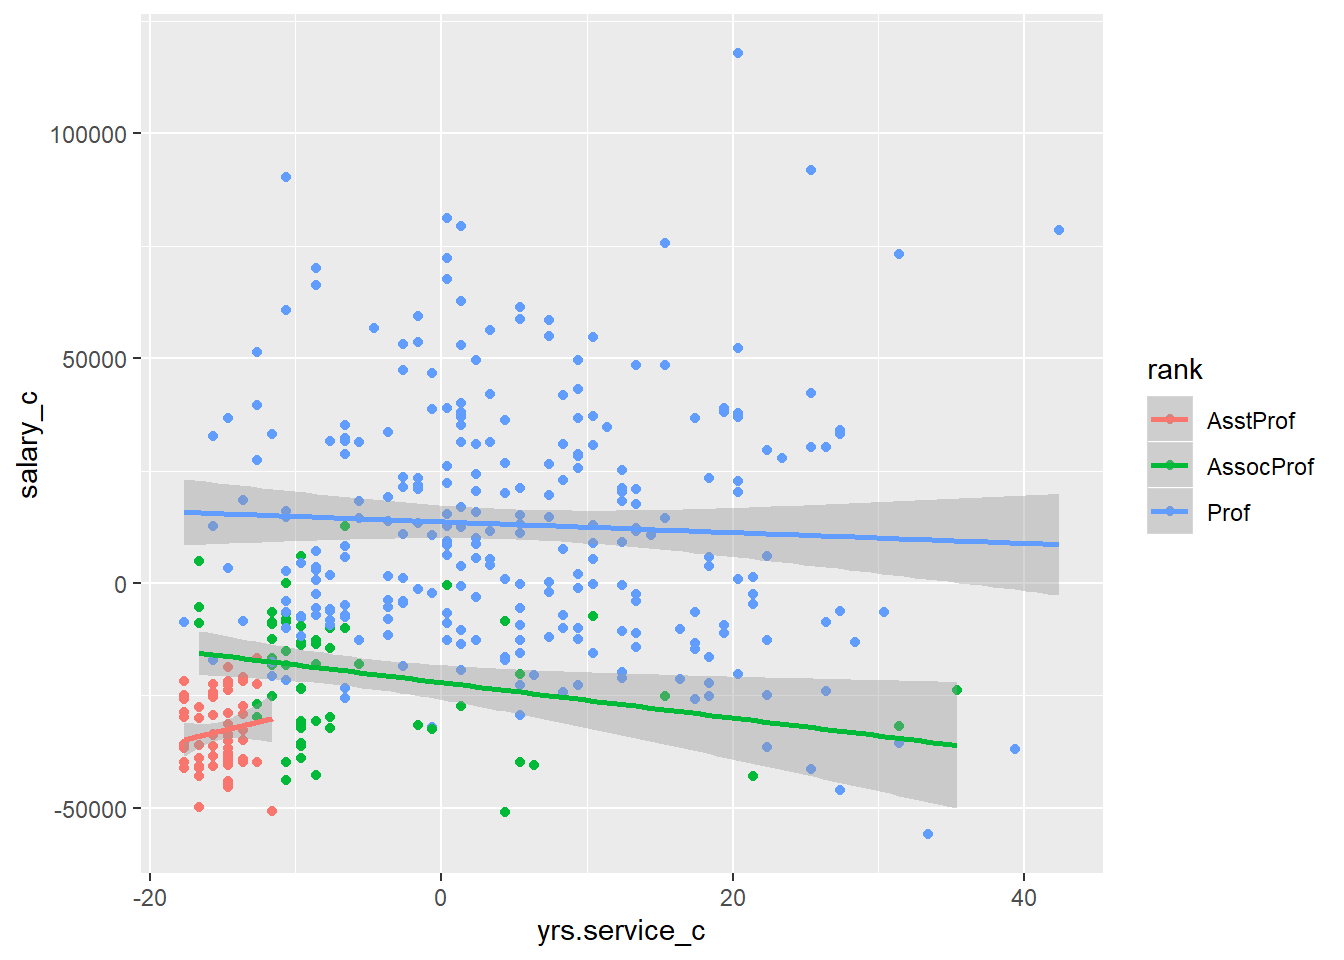 salary_c
100000
50000
0
-50000
-20
0
20
40
yrs.service_c
rank
AsstProf
AssocProf
Prof